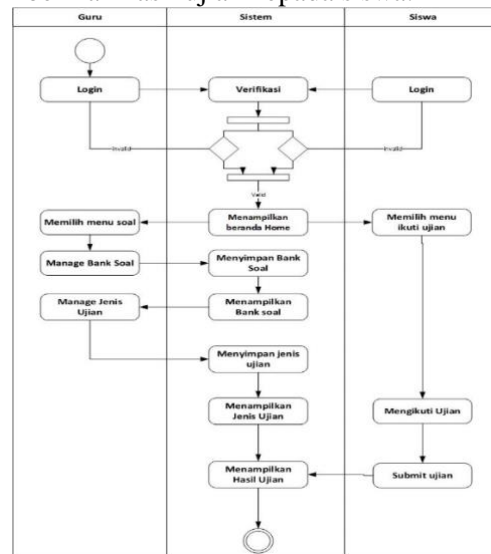 Guru Sistem Siswa
Login Verifikasi Login
Invalid Invalid
Valid
Memilih menu soal
Menampilkan
beranda Home
Memilih menu
ikuti ujian
Manage Bank Soal
Menyimpan Bank
Soal
Manage Jenis
Ujian
Menampilkan
Bank soal
Menyimpan jenis
ujian
Menampilkan
Jenis Ujian
Mengikuti Ujian
Menampilkan
Hasil Ujian
Submit ujian